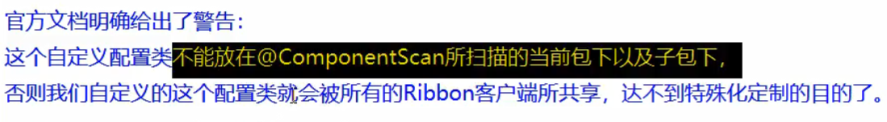 官方文档明确给出了警告：
这个自定义配置类不能放在@ComponentScan所扫描的当前包下以及子包下，
否则我们自定义的这个配置类就会被所有的Ribbon客户端所共享，达不到特殊化定制的目的了。